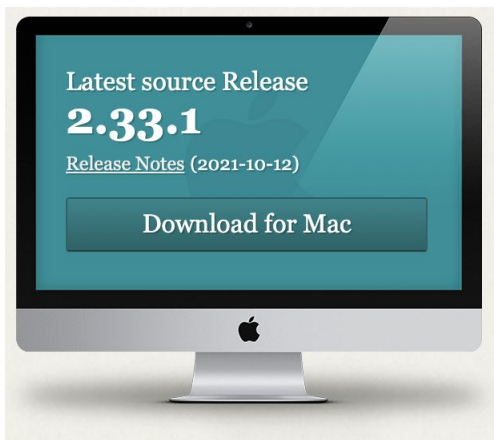 Latest source Release
2.33.1
Release Notes (2021-10-12)
Download for Mac